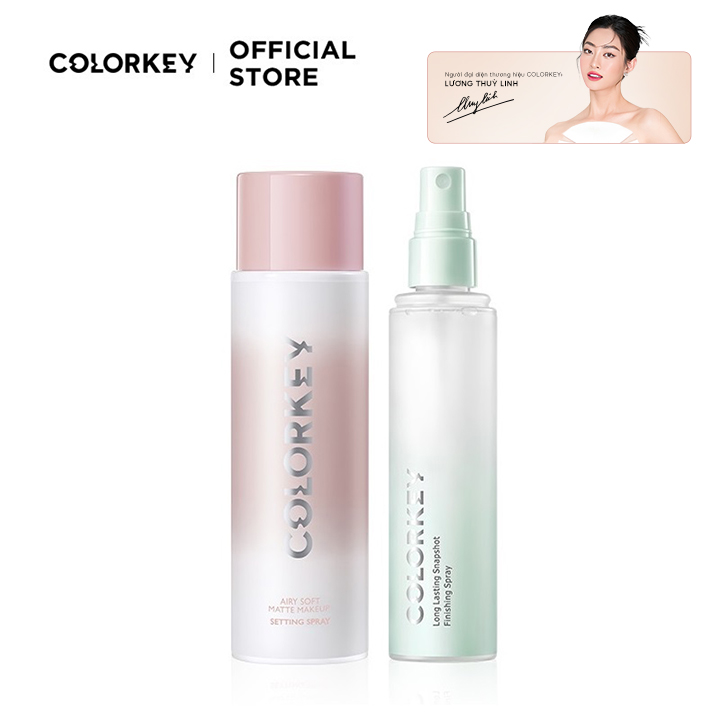 COLORKEY
OFFICIAL
STORE
Người đại diện thương hiệu COLORKEY:
LƯƠNG THUỲ LINH
COLORKEY
AIRY SOFT
MATTE MAKEUP
SETTING SPRAY
COLORKEY
Long Lasting Snapshot
Finishing Spray